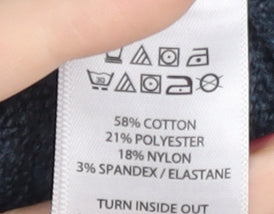 58% COTTON
21% POLYESTER
18% NYLON
3% SPANDEX / ELASTANE
TURN INSIDE OUT